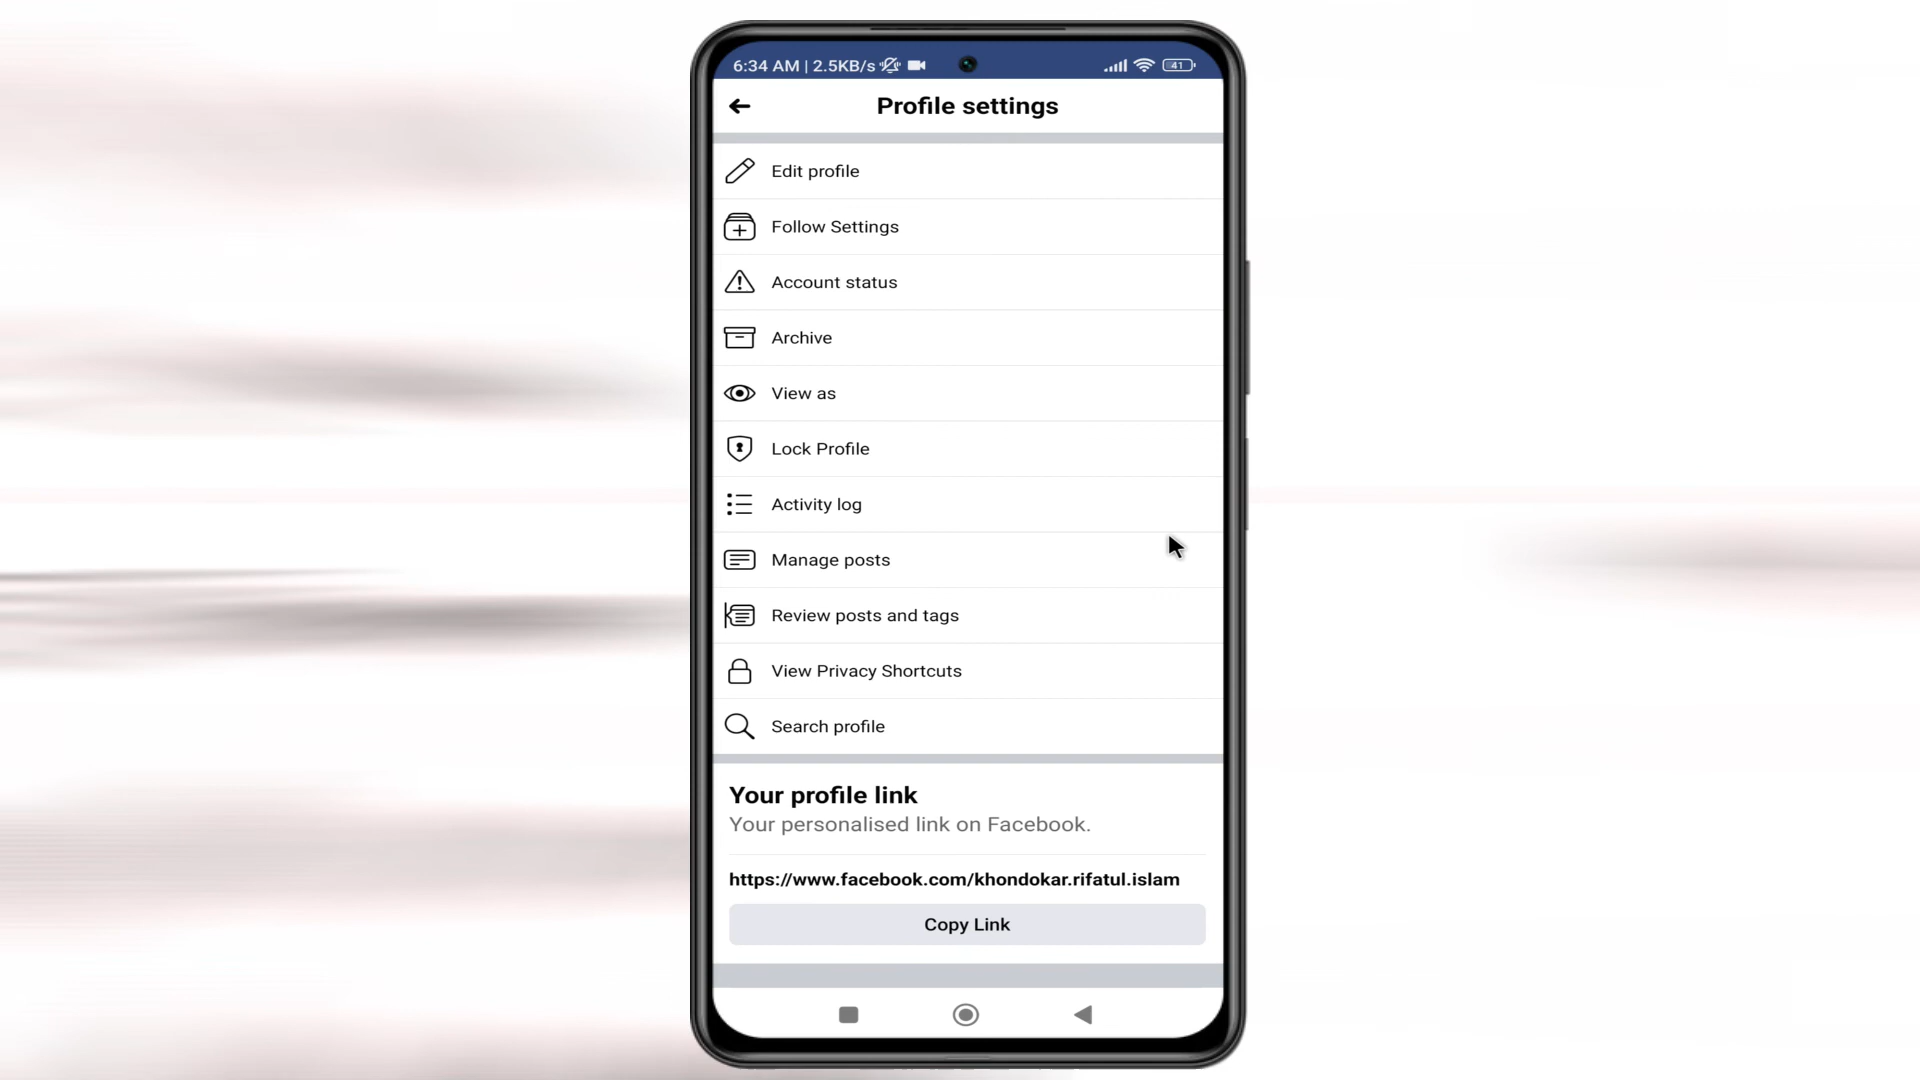 6:34 AM | 2.5KB/s 41
Profile settings
Edit profile
Follow Settings
Account status
Archive
View as
Lock Profile
Activity log
Manage posts
Review posts and tags
View Privacy Shortcuts
Search profile
Your profile link
Your personalised link on Facebook.
https://www.facebook.com/khondokar.rifatul.islam
Copy Link